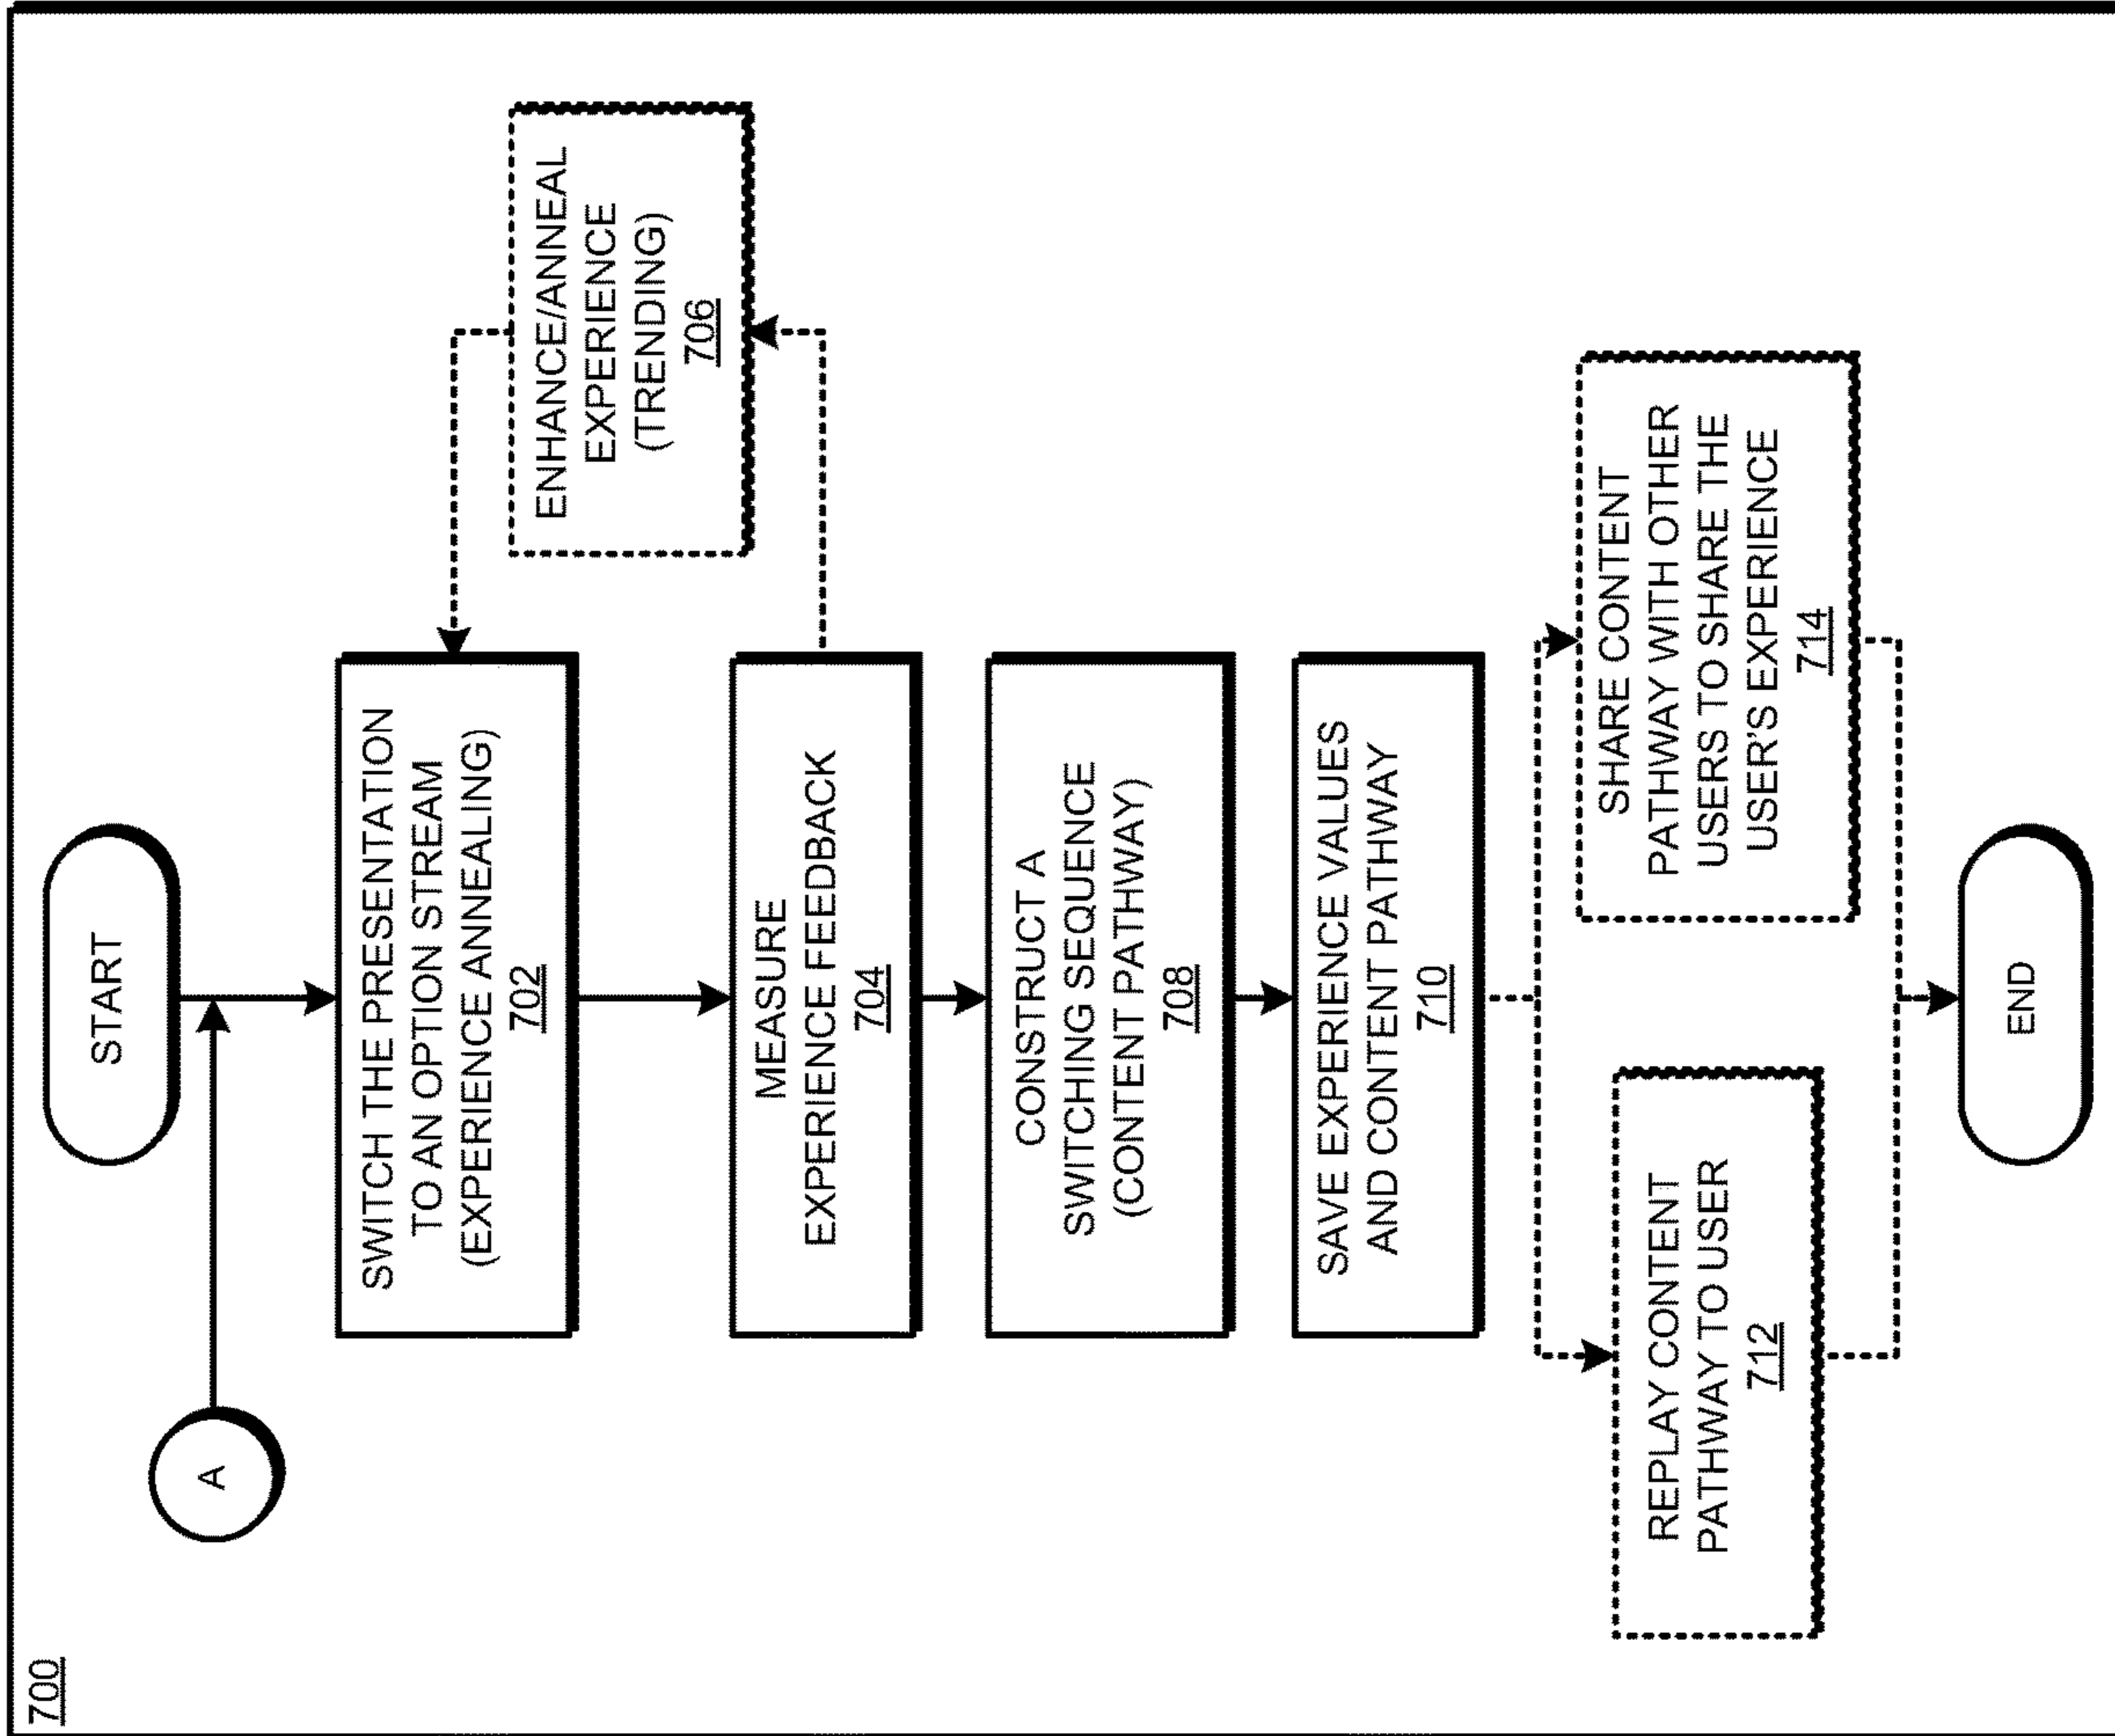 700
START
A
SWITCH THE PRESENTATION
TO AN OPTION STREAM
(EXPERIENCE ANNEALING)
702
ENHANCE/ANNEAL
EXPERIENCE
(TRENDING)
706
MEASURE
EXPERIENCE FEEDBACK
704
CONSTRUCT A
SWITCHING SEQUENCE
(CONTENT PATHWAY)
708
SAVE EXPERIENCE VALUES
AND CONTENT PATHWAY
710
REPLAY CONTENT
PATHWAY TO USER
712
SHARE CONTENT
PATHWAY WITH OTHER
USERS TO SHARE THE
USER'S EXPERIENCE
714
END